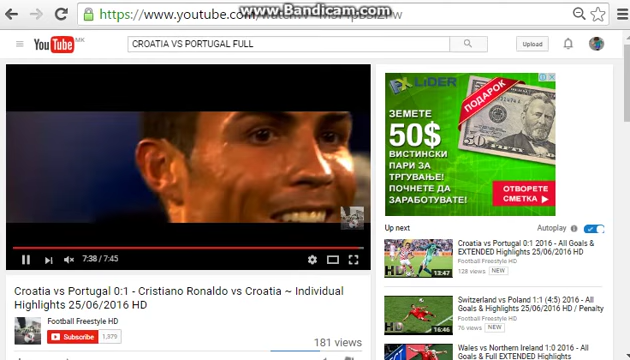 www.Bandicam.com
https://www.youtube.com/
YouTube MK
CROATIA VS PORTUGAL FULL
Upload
7:38 / 7:45
Croatia vs Portugal 0:1 - Cristiano Ronaldo vs Croatia ~ Individual
Highlights 25/06/2016 HD
Football Freestyle HD
Subscribe 1,379
181 views
LiDER
ПОДАРОК
ЗЕМЕТЕ
50$
ВИСТИНСКИ
ПАРИ ЗА
ТРГУВАЊЕ!
ПОЧНЕТЕ ДА
ЗАРАБОТУВАТЕ!
ОТВОРЕТЕ
СМЕТКА
Up next
Autoplay
Croatia vs Portugal 0:1 2016 - All Goals &
EXTENDED Highlights 25/06/2016
Football Freestyle HD
128 views NEW
HD 13:47
Switzerland vs Poland 1:1 (4:5) 2016 - All
Goals & Highlights 25/06/2016 HD / Penalty
Football Freestyle HD
76 views NEW
HD 16:46
Wales vs Northern Ireland 1:0 2016 - All
Goals & Full EXTENDED Highlights